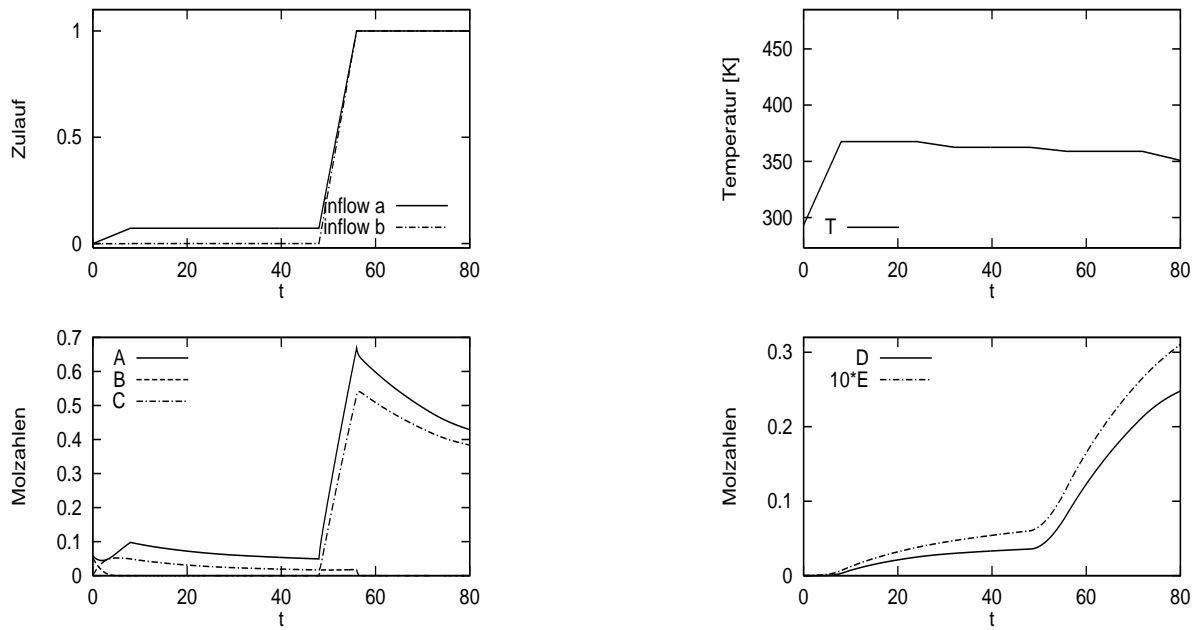 Zulauf
1
0.5
0
inflow a
inflow b
0 20 40 60 80
t
Temperatur [K]
450
400
350
300
T
0 20 40 60 80
t
Molzahlen
0.7
0.6
0.5
0.4
0.3
0.2
0.1
0
A
B
C
0 20 40 60 80
t
Molzahlen
0.3
0.2
0.1
0
D
10*E
0 20 40 60 80
t